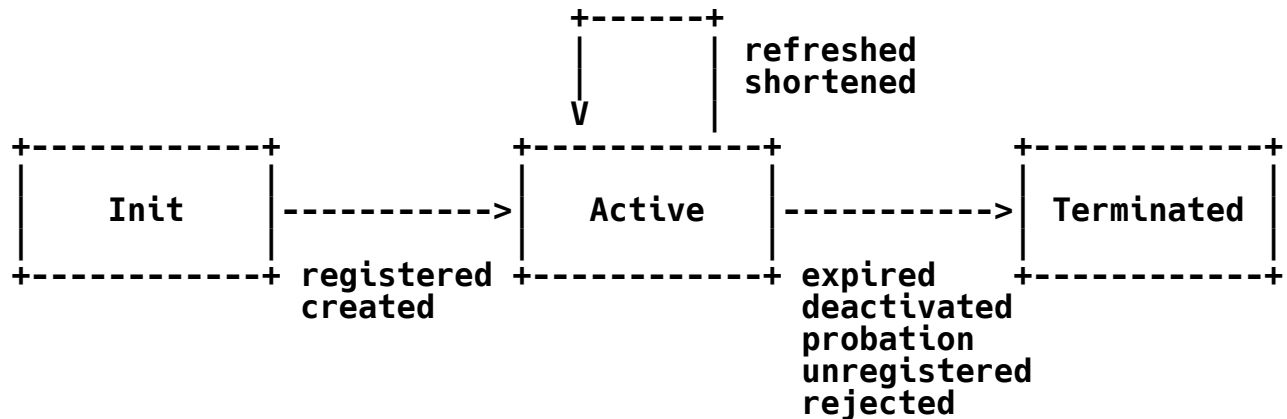 refreshed
shortened
Init
Active
Terminated
registered
created
expired
deactivated
probation
unregistered
rejected